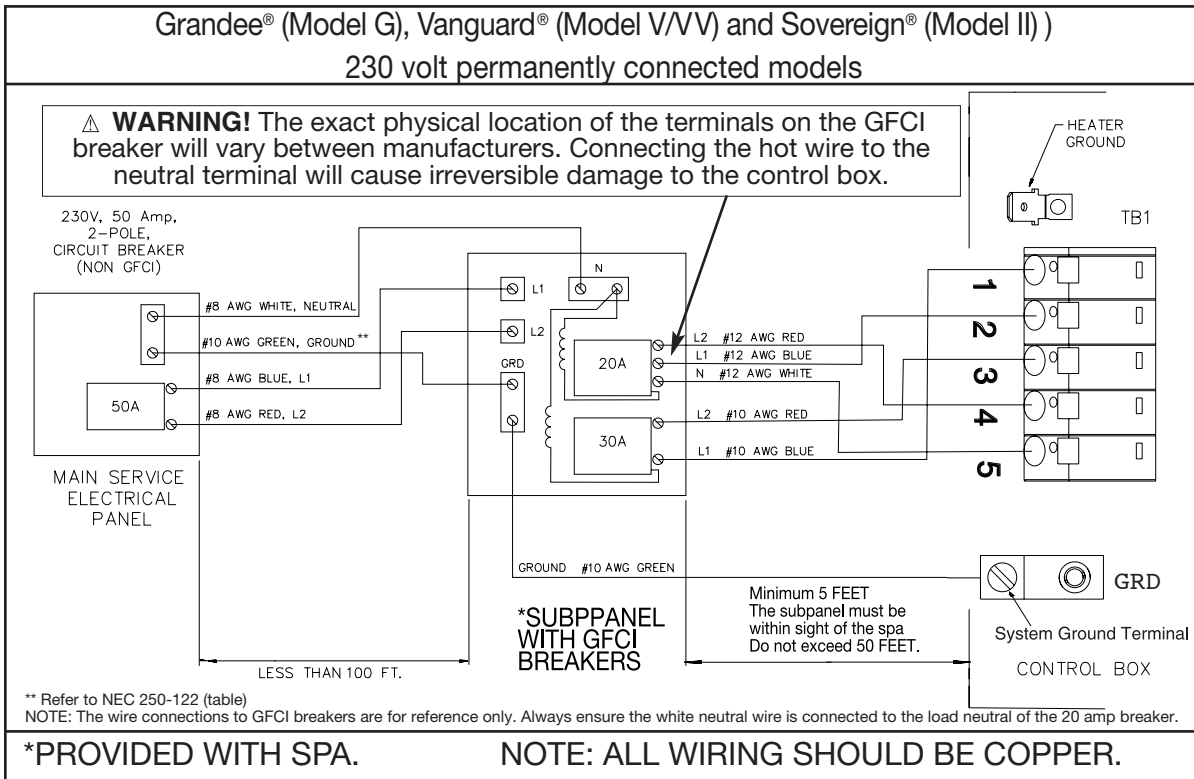 Grandee® (Model G), Vanguard® (Model V/VV) and Sovereign® (Model II) )
230 volt permanently connected models
⚠ WARNING! The exact physical location of the terminals on the GFCI
breaker will vary between manufacturers. Connecting the hot wire to the
neutral terminal will cause irreversible damage to the control box.
HEATER
GROUND
TB1
230V, 50 Amp,
2-POLE,
CIRCUIT BREAKER
(NON GFCI)
#8 AWG WHITE, NEUTRAL
#10 AWG GREEN, GROUND**
#8 AWG BLUE, L1
#8 AWG RED, L2
50A
MAIN SERVICE
ELECTRICAL
PANEL
L1
N
L2
GRD
20A
30A
L2 #12 AWG RED
L1 #12 AWG BLUE
N #12 AWG WHITE
L2 #10 AWG RED
L1 #10 AWG BLUE
1
2
3
4
5
GROUND #10 AWG GREEN
*SUBPPANEL
WITH GFCI
BREAKERS
Minimum 5 FEET
The subpanel must be
within sight of the spa
Do not exceed 50 FEET.
GRD
System Ground Terminal
CONTROL BOX
LESS THAN 100 FT.
** Refer to NEC 250-122 (table)
NOTE: The wire connections to GFCI breakers are for reference only. Always ensure the white neutral wire is connected to the load neutral of the 20 amp breaker.
*PROVIDED WITH SPA. NOTE: ALL WIRING SHOULD BE COPPER.